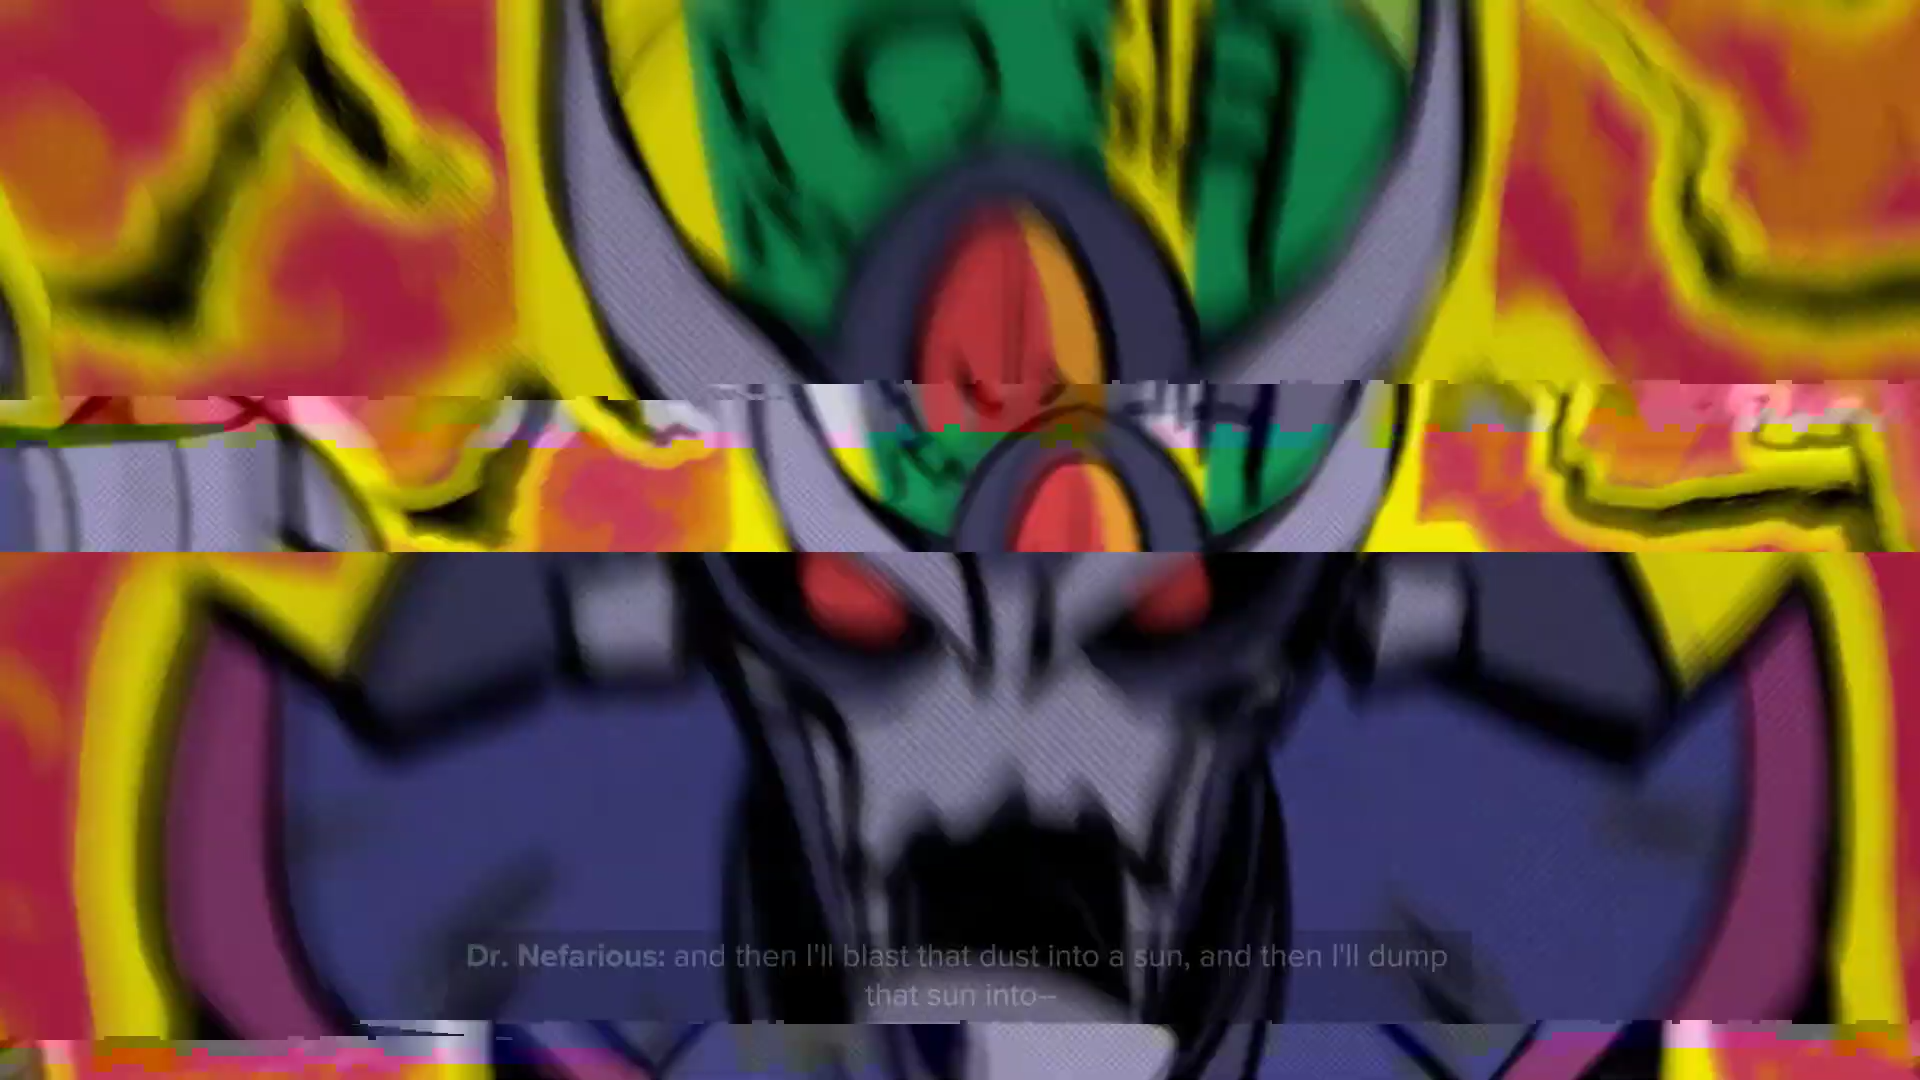 Dr. Nefarious: and then I'll blast that dust into a sun, and then I'll dump
that sun into--